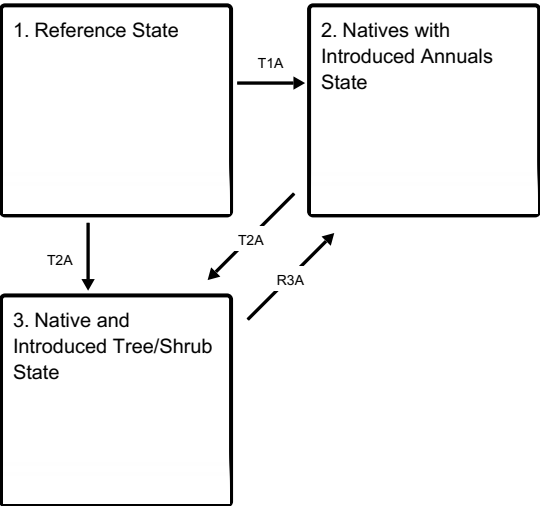 1. Reference State
T1A
2. Natives with
Introduced Annuals
State
T2A
T2A
R3A
3. Native and
Introduced Tree/Shrub
State